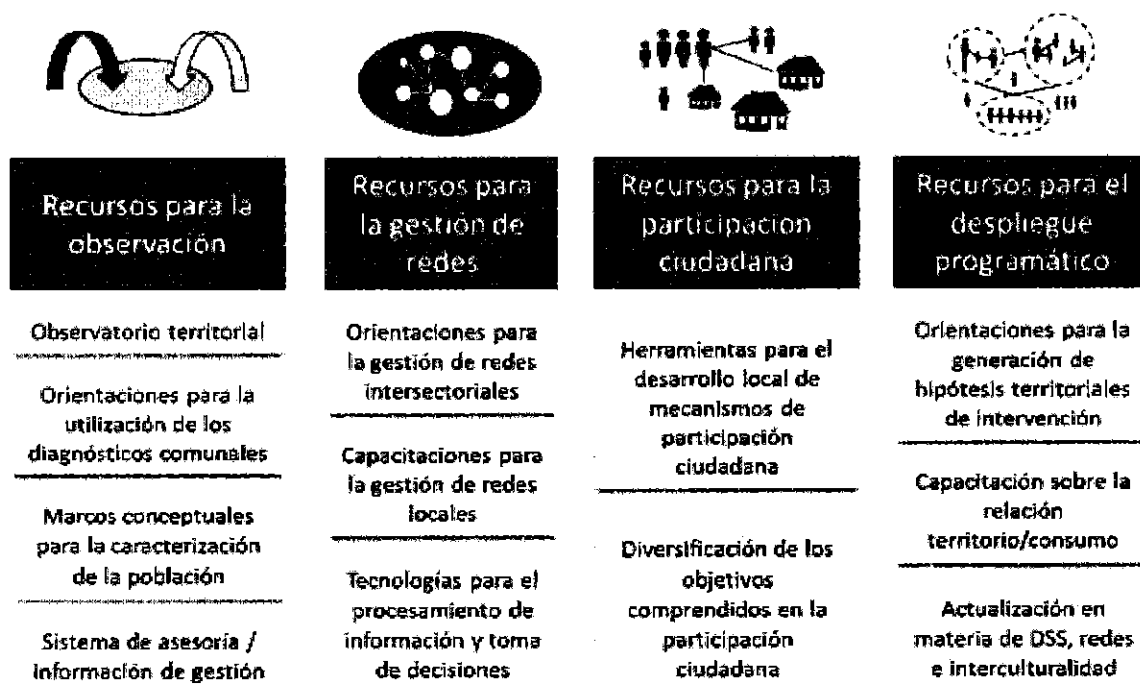 Recursos para la
observación
Observatorio territorial
Orientaciones para la
utilización de los
diagnósticos comunales
Marcos conceptuales
para la caracterización
de la población
Sistema de asesoría /
información de gestión
Recursos para
la gestión de
redes
Orientaciones para
la gestión de redes
intersectoriales
Capacitaciones para
la gestión de redes
locales
Tecnologías para el
procesamiento de
información y toma
de decisiones
Recursos para la
participacion
ciudadana
Herramientas para el
desarrollo local de
mecanismos de
participación
ciudadana
Diversificación de los
objetivos
comprendidos en la
participación
ciudadana
Recursos para el
despliegue
programático
Orientaciones para la
generación de
hipótesis territoriales
de intervención
Capacitación sobre la
relación
territorio/consumo
Actualización en
materia de DSS, redes
e interculturalidad